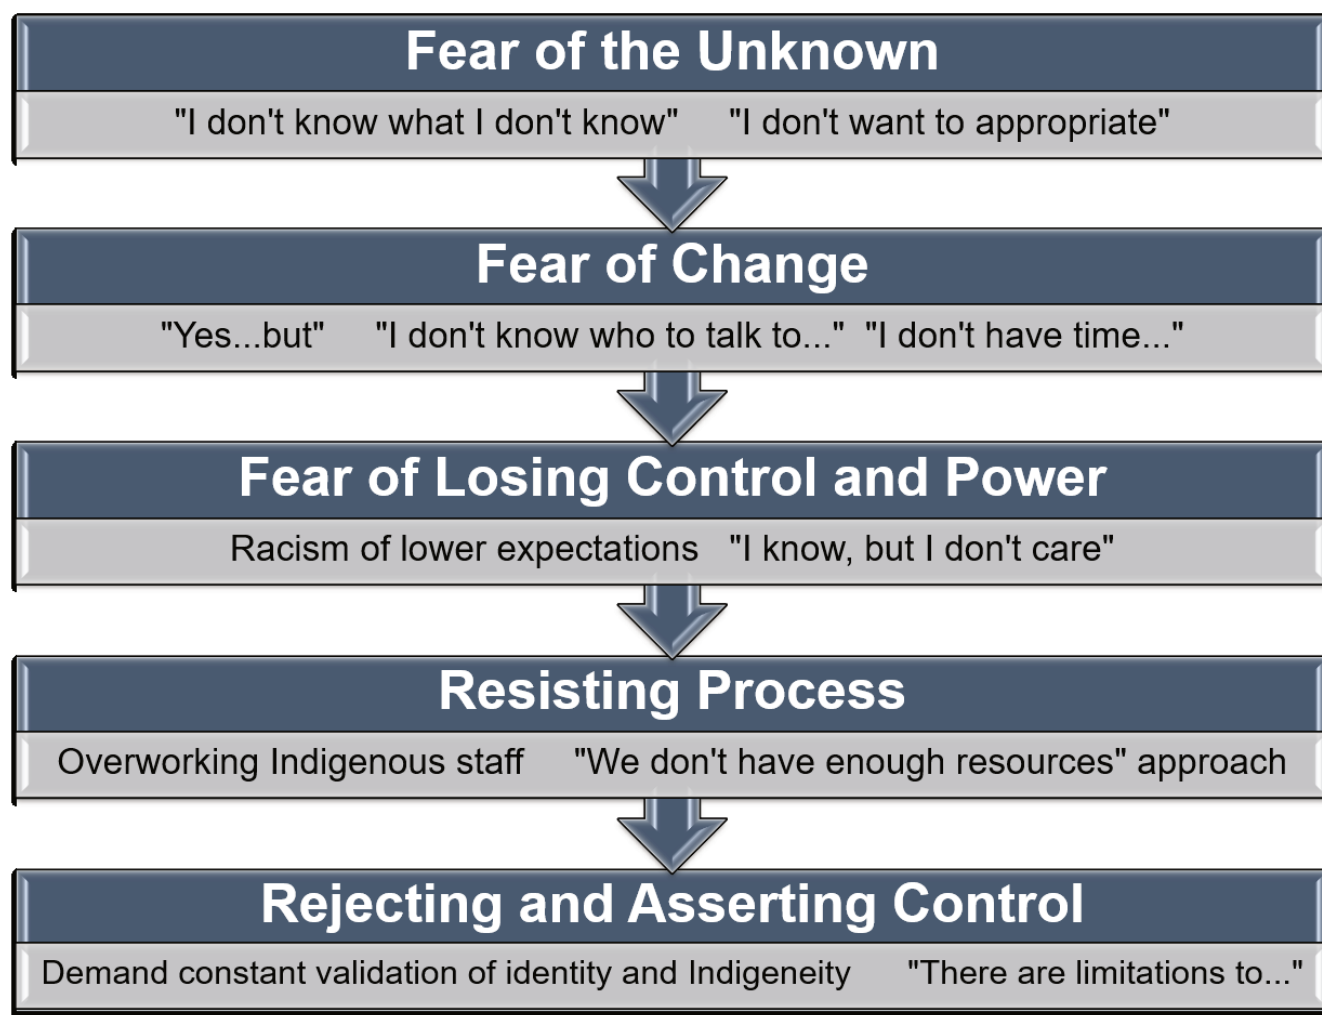 Fear of the Unknown
"I don't know what I don't know" "I don't want to appropriate"
Fear of Change
"Yes...but" "I don't know who to talk to..." "I don't have time..."
Fear of Losing Control and Power
Racism of lower expectations "I know, but I don't care"
Resisting Process
Overworking Indigenous staff "We don't have enough resources" approach
Rejecting and Asserting Control
Demand constant validation of identity and Indigeneity "There are limitations to..."